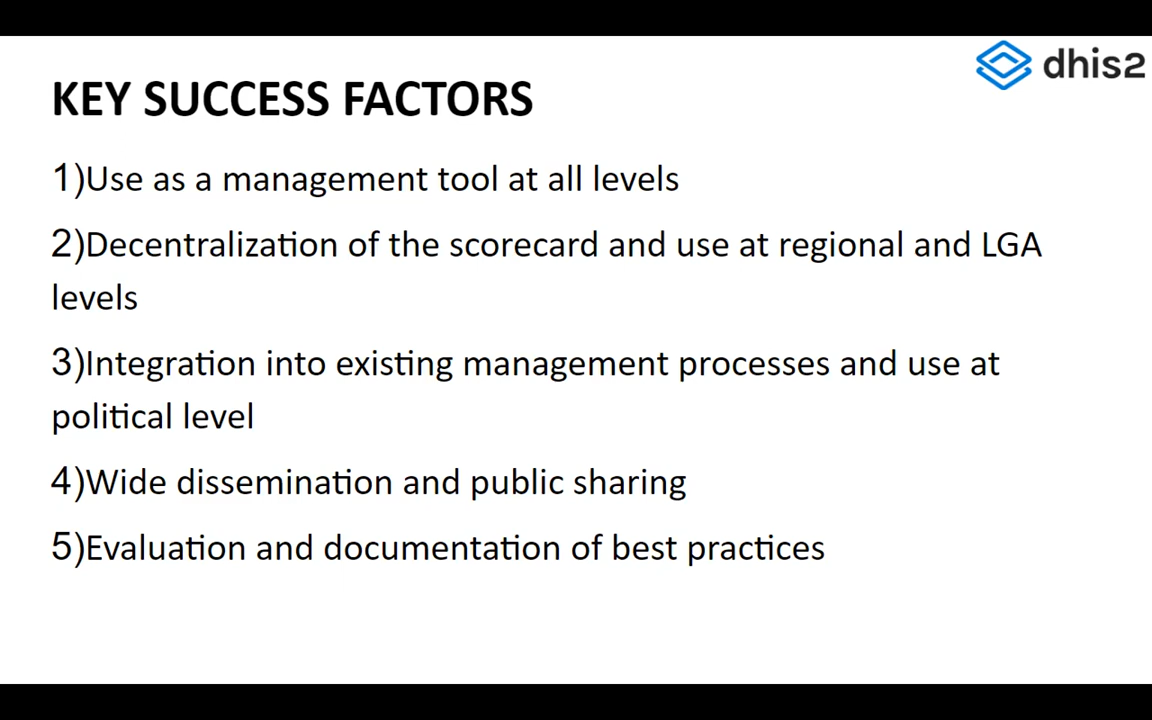 dhis2
KEY SUCCESS FACTORS
1)Use as a management tool at all levels
2)Decentralization of the scorecard and use at regional and LGA
levels
3)Integration into existing management processes and use at
political level
4)Wide dissemination and public sharing
5)Evaluation and documentation of best practices